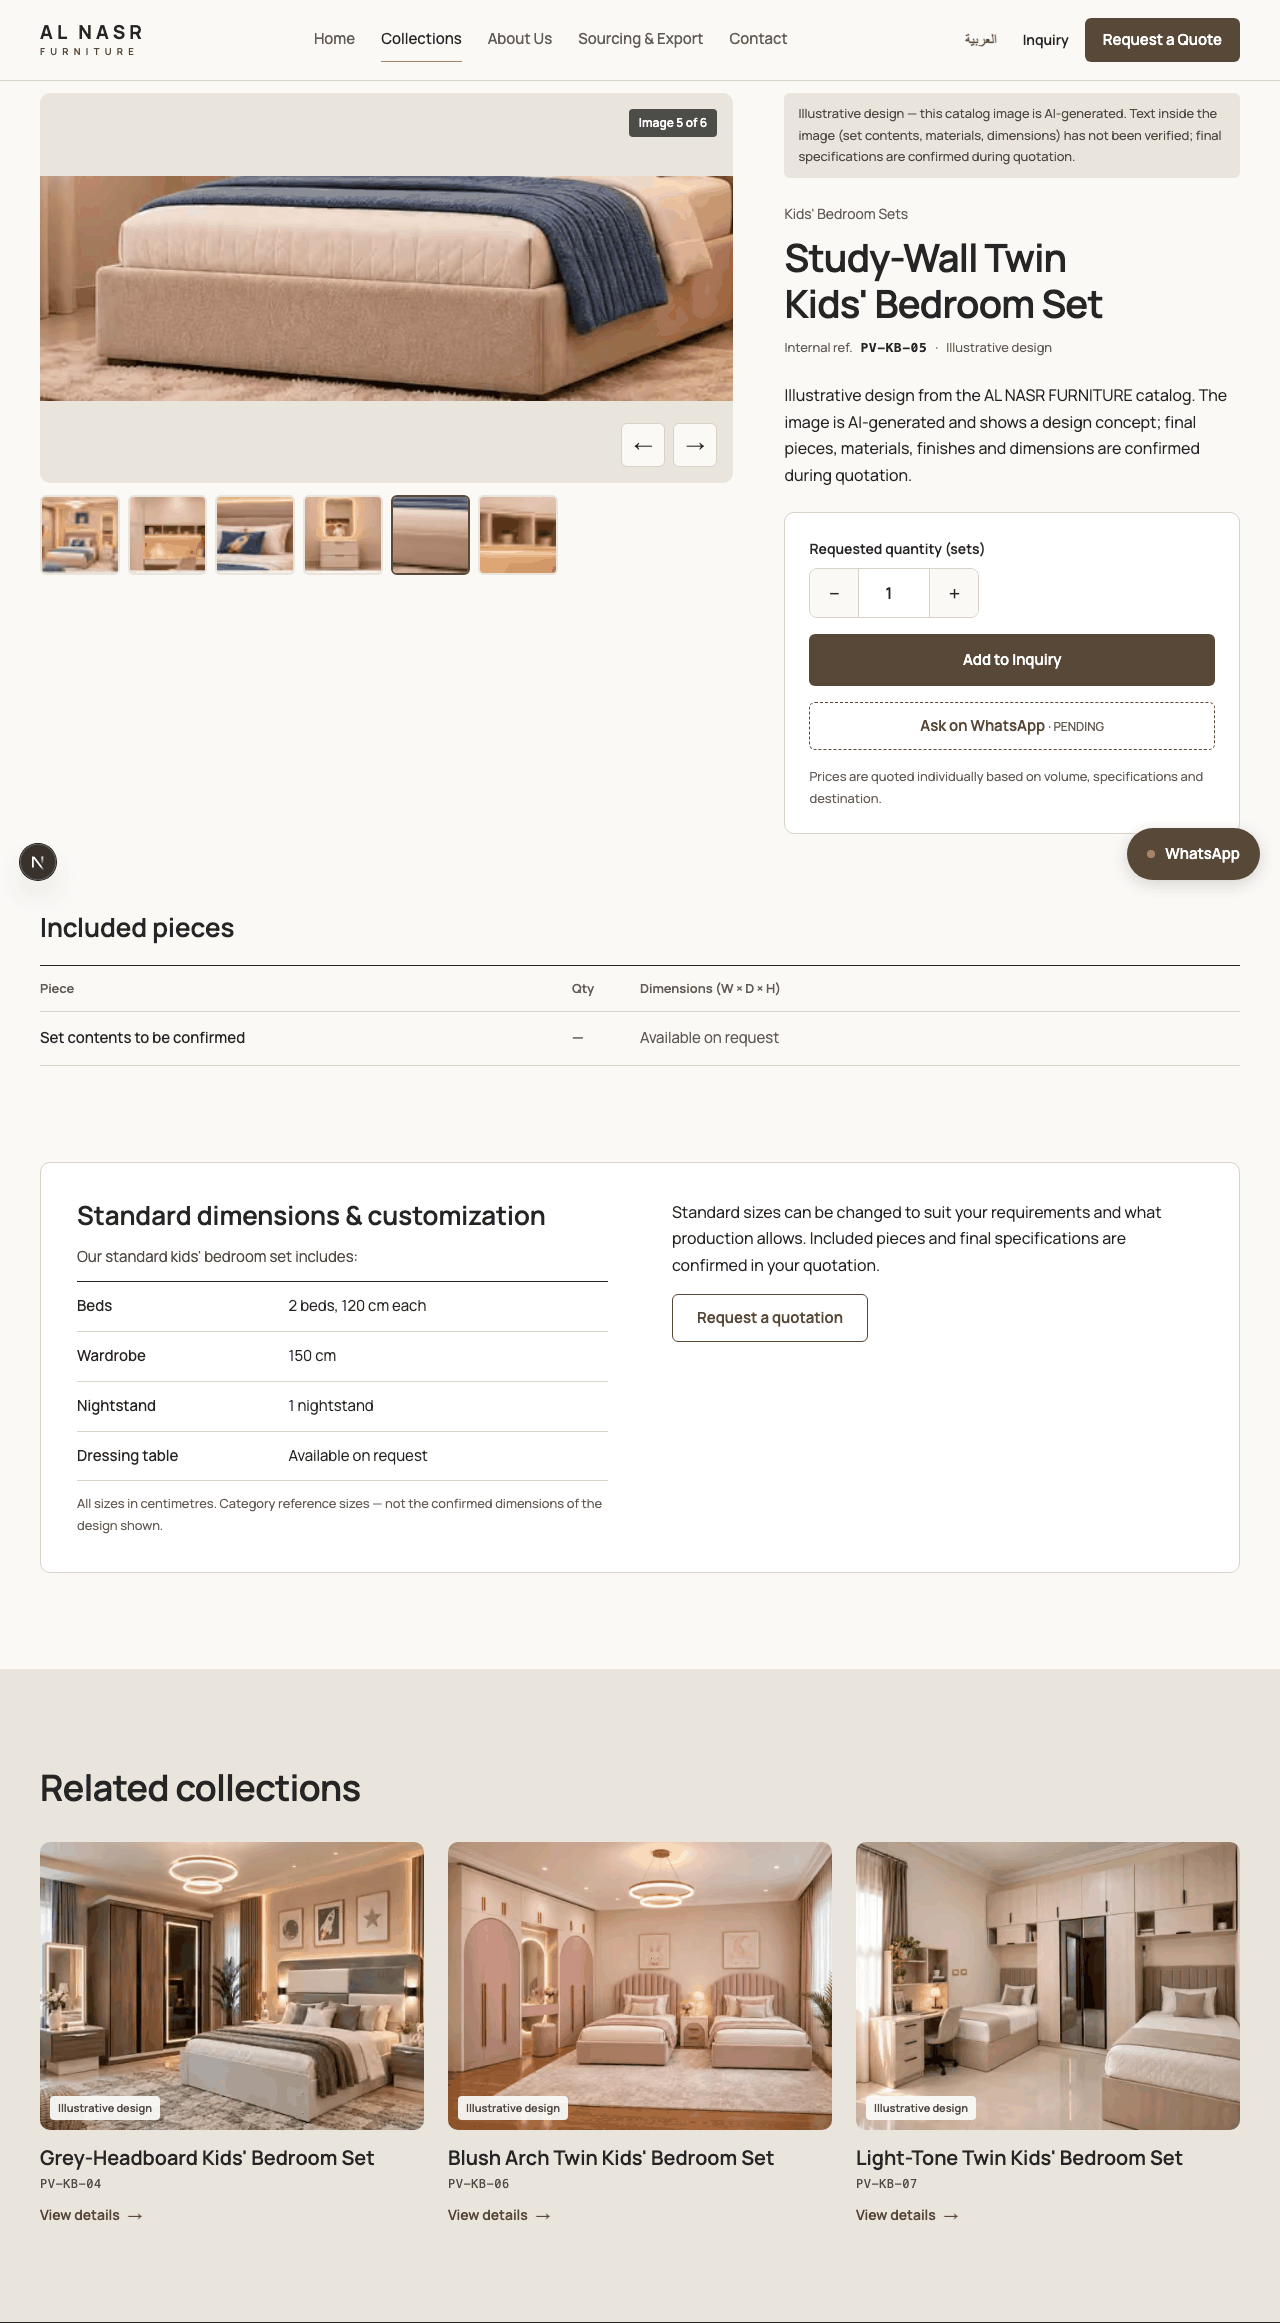 AL NASR
FURNITURE
Home
Collections
About Us
Sourcing & Export
Contact
العربية
Inquiry
Request a Quote
Image 5 of 6
←
→
Illustrative design — this catalog image is AI-generated. Text inside the
image (set contents, materials, dimensions) has not been verified; final
specifications are confirmed during quotation.
Kids' Bedroom Sets
Study-Wall Twin
Kids' Bedroom Set
Internal ref. PV-KB-05 · Illustrative design
Illustrative design from the AL NASR FURNITURE catalog. The
image is AI-generated and shows a design concept; final
pieces, materials, finishes and dimensions are confirmed
during quotation.
Requested quantity (sets)
− 1 +
Add to Inquiry
Ask on WhatsApp · PENDING
Prices are quoted individually based on volume, specifications and
destination.
N
WhatsApp
Included pieces
Piece Qty Dimensions (W × D × H)
Set contents to be confirmed — Available on request
Standard dimensions & customization
Our standard kids' bedroom set includes:
Beds 2 beds, 120 cm each
Wardrobe 150 cm
Nightstand 1 nightstand
Dressing table Available on request
All sizes in centimetres. Category reference sizes — not the confirmed dimensions of the
design shown.
Standard sizes can be changed to suit your requirements and what
production allows. Included pieces and final specifications are
confirmed in your quotation.
Request a quotation
Related collections
Illustrative design
Grey-Headboard Kids' Bedroom Set
PV-KB-04
View details →
Illustrative design
Blush Arch Twin Kids' Bedroom Set
PV-KB-06
View details →
Illustrative design
Light-Tone Twin Kids' Bedroom Set
PV-KB-07
View details →